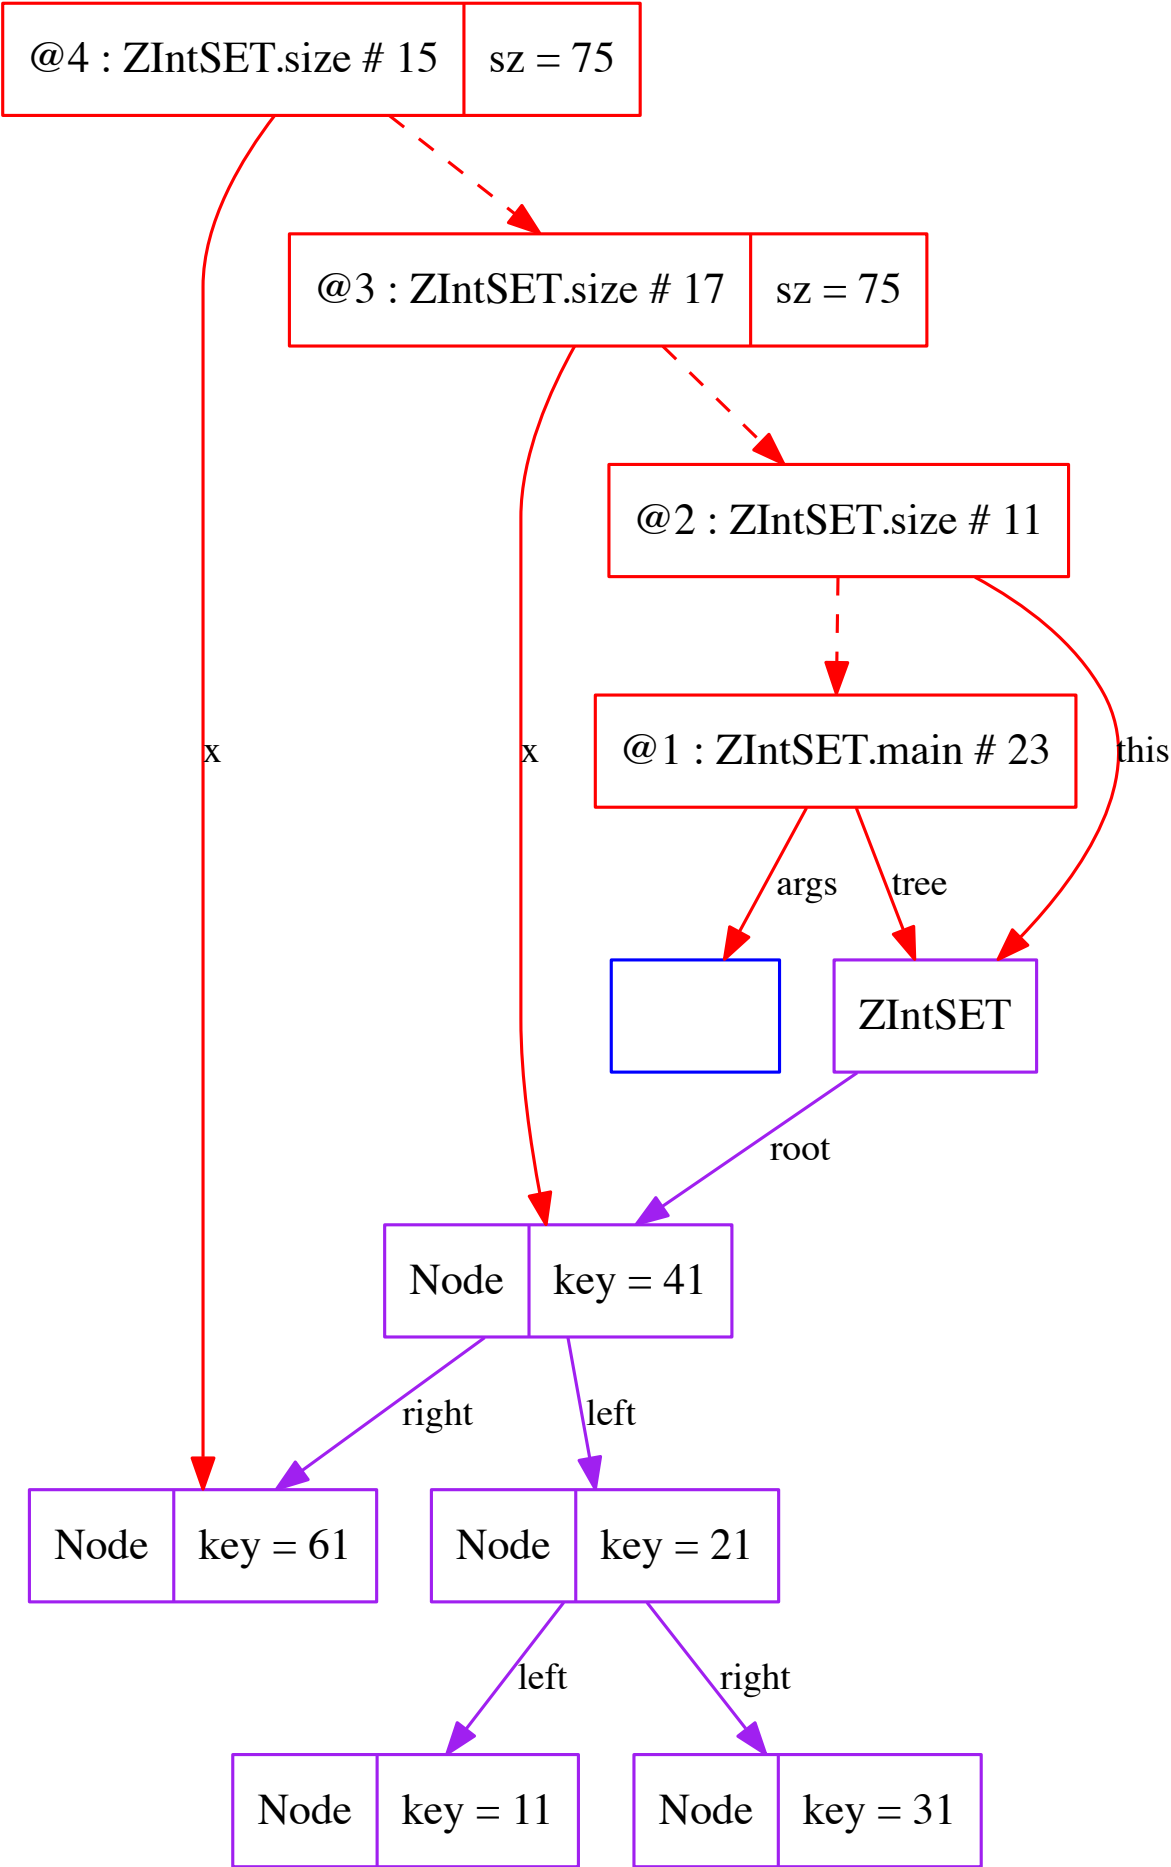 @4 : ZIntSET.size # 15 sz = 75
@3 : ZIntSET.size # 17 sz = 75
@2 : ZIntSET.size # 11
x
x
@1 : ZIntSET.main # 23
this
args
tree
ZIntSET
root
Node key = 41
right
left
Node key = 61
Node key = 21
left
right
Node key = 11
Node key = 31